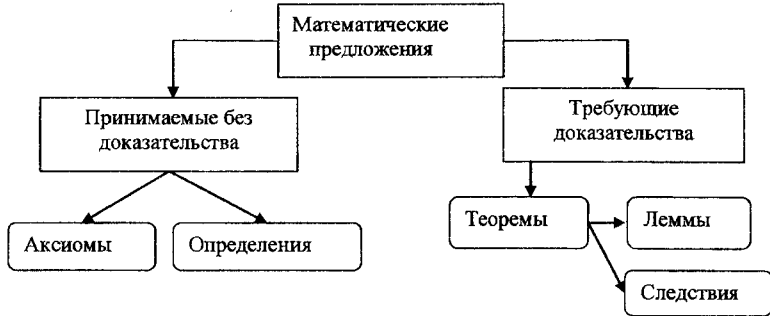 Математические
предложения
Принимаемые без
доказательства
Требующие
доказательства
Аксиомы
Определения
Теоремы
Леммы
Следствия